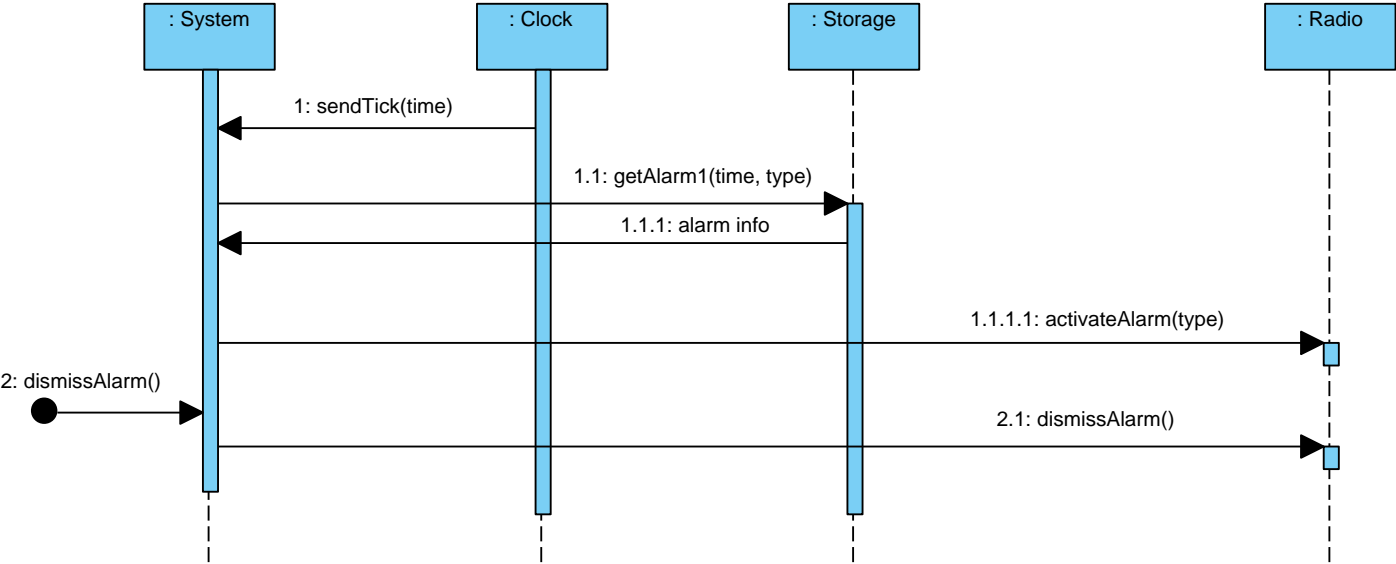 : System
: Clock
: Storage
: Radio
1: sendTick(time)
1.1: getAlarm1(time, type)
1.1.1: alarm info
1.1.1.1: activateAlarm(type)
2: dismissAlarm()
2.1: dismissAlarm()